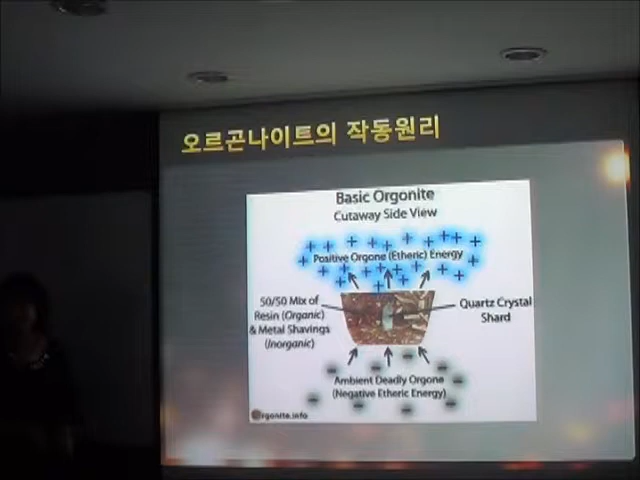 오르곤나이트의 작동원리
Basic Orgonite
Cutaway Side View
Positive Orgone (Etheric) Energy
50/50 Mix of
Resin (Organic)
& Metal Shavings
(Inorganic)
Quartz Crystal
Shard
Ambient Deadly Orgone
(Negative Etheric Energy)
Orgonite.info